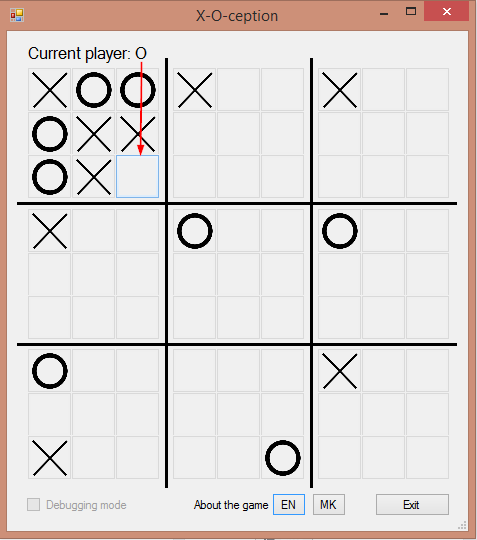 X-O-ception
Current player: O
Debugging mode
About the game
EN
MK
Exit